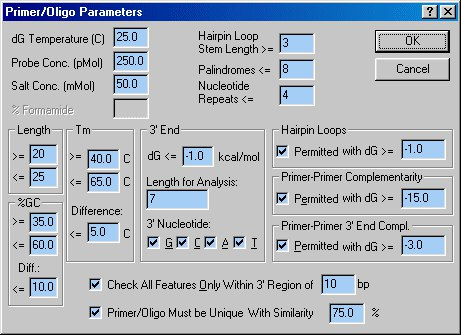 Primer/Oligo Parameters
dG Temperature (C) 25.0
Probe Conc. (pMol) 250.0
Salt Conc. (mMol) 50.0
% Formamide
Hairpin Loop
Stem Length >= 3
Palindromes <= 8
Nucleotide
Repeats <= 4
OK
Cancel
Length
>= 20
<= 25
%GC
>= 35.0
<= 60.0
Diff.:
<= 10.0
Tm
>= 40.0 C
<= 65.0 C
Difference:
<= 5.0 C
3' End
dG <= -1.0 kcal/mol
Length for Analysis:
7
3' Nucleotide:
G C A T
Hairpin Loops
Permitted with dG >= -1.0
Primer-Primer Complementarity
Permitted with dG >= -15.0
Primer-Primer 3' End Compl.
Permitted with dG >= -3.0
Check All Features Only Within 3' Region of 10 bp
Primer/Oligo Must be Unique With Similarity 75.0 %